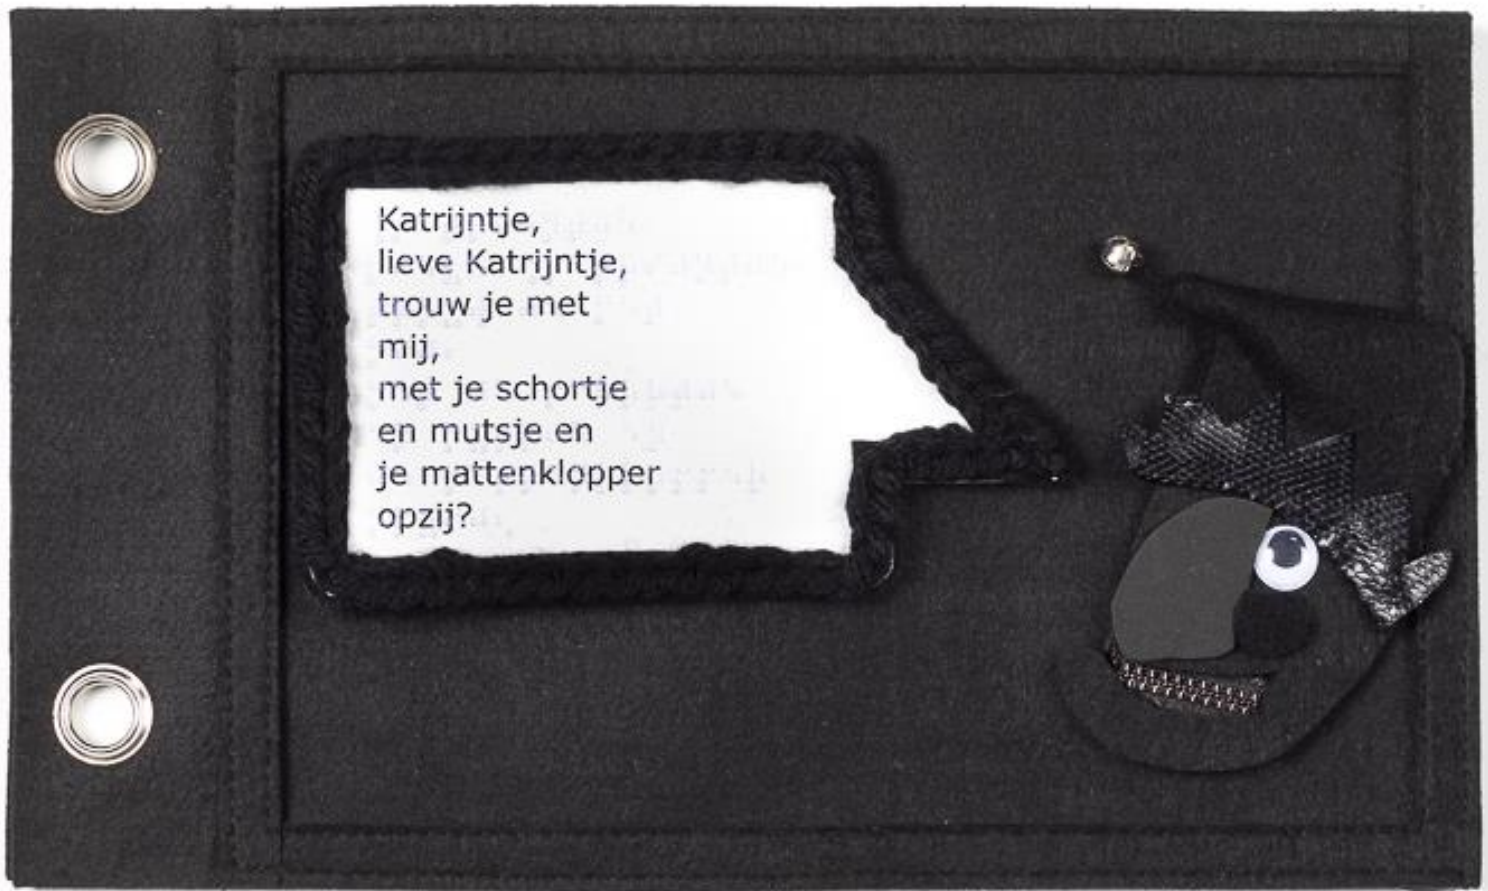 Katrijntje,
lieve Katrijntje,
trouw je met
mij,
met je schortje
en mutsje en
je mattenklopper
opzij?